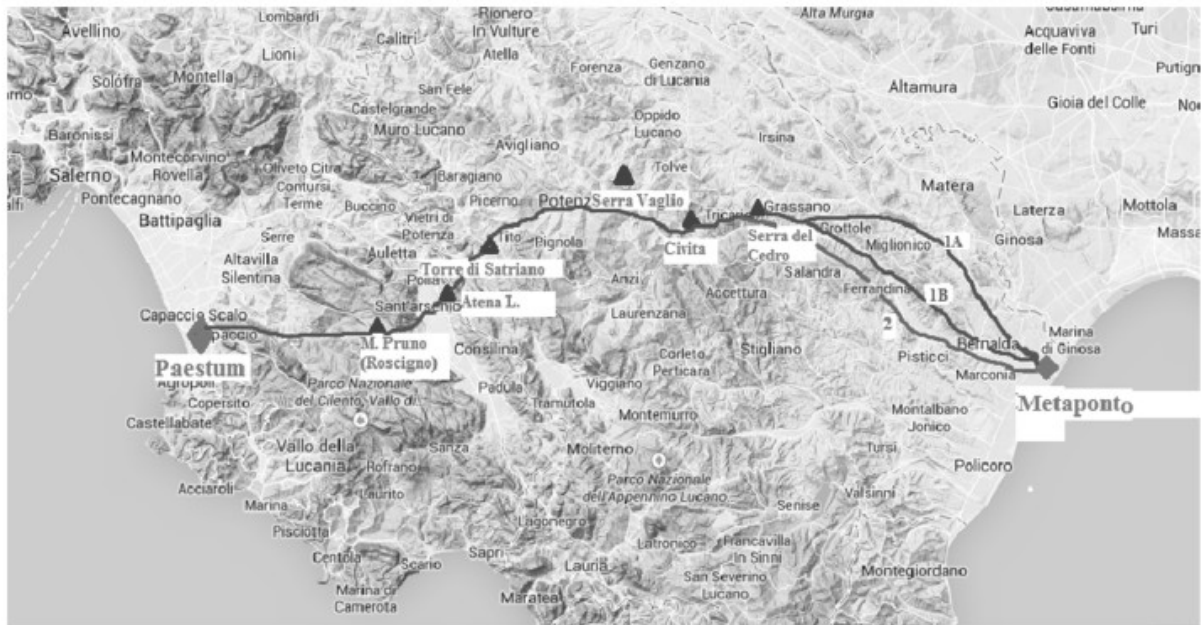 Lombardi
Rionero
In Vulture
Alta Murgia
Casamassima
Avellino
Calitri
Acquaviva
delle Fonti
Turi
Lioni
Atella
Solofra
Montella
Forenza
Genzano
di Lucania
Putign
San Fele
Altamura
Castelgrande
Gioia del Colle
Baronissi
Muro Lucano
Oppido
Lucano
Irsina
Montecorvino
Rovella
Avigliano
Salerno
Oliveto Citra
Contursi
Terme
Baragiano
Tolve
Matera
Pontecagnano
Buccino
Picerno
Potenz
Serra Vaglio
Laterza
Mottola
Battipaglia
Vietri di
Potenza
Tricari
Grassano
Serre
Tito
Pignola
Civita
Serra del
Cedro
Grottole
Miglionico
1A
Ginosa
Massa
Altavilla
Silentina
Auletta
Torre di Satriano
Anzi
Salandra
Polla
Atena L.
Sant'arsenio
Accettura
Ferrandina
1B
Capaccio Scalo
paccio
Laurenzana
2
M. Pruno
(Roscigno)
Consilina
Corleto
Perticara
Stigliano
Bernalda
Marina
di Ginosa
Pisticci
Paestum
Marconia
Agropoli
Parco Nazionale
del Cilento, Vallo di...
Padula
Viggiano
Metaponto
Copersito
Tramutola
Montemurro
Montalbano
Jonico
Castellabate
Vallo della
Lucania
Sanza
Moliterno
Tursi
Rofrano
Policoro
Acciaroli
Parco Nazionale
dell'Appennino Lucano
Laurito
Valsinni
Marina
Senise
Pisciotta
Lagonegro
Centola
Scario
Sapri
Latronico
Francavilla
In Sinni
Lauria
Marina di
Camerota
San Severino
Lucano
Montegiordano
Maratea